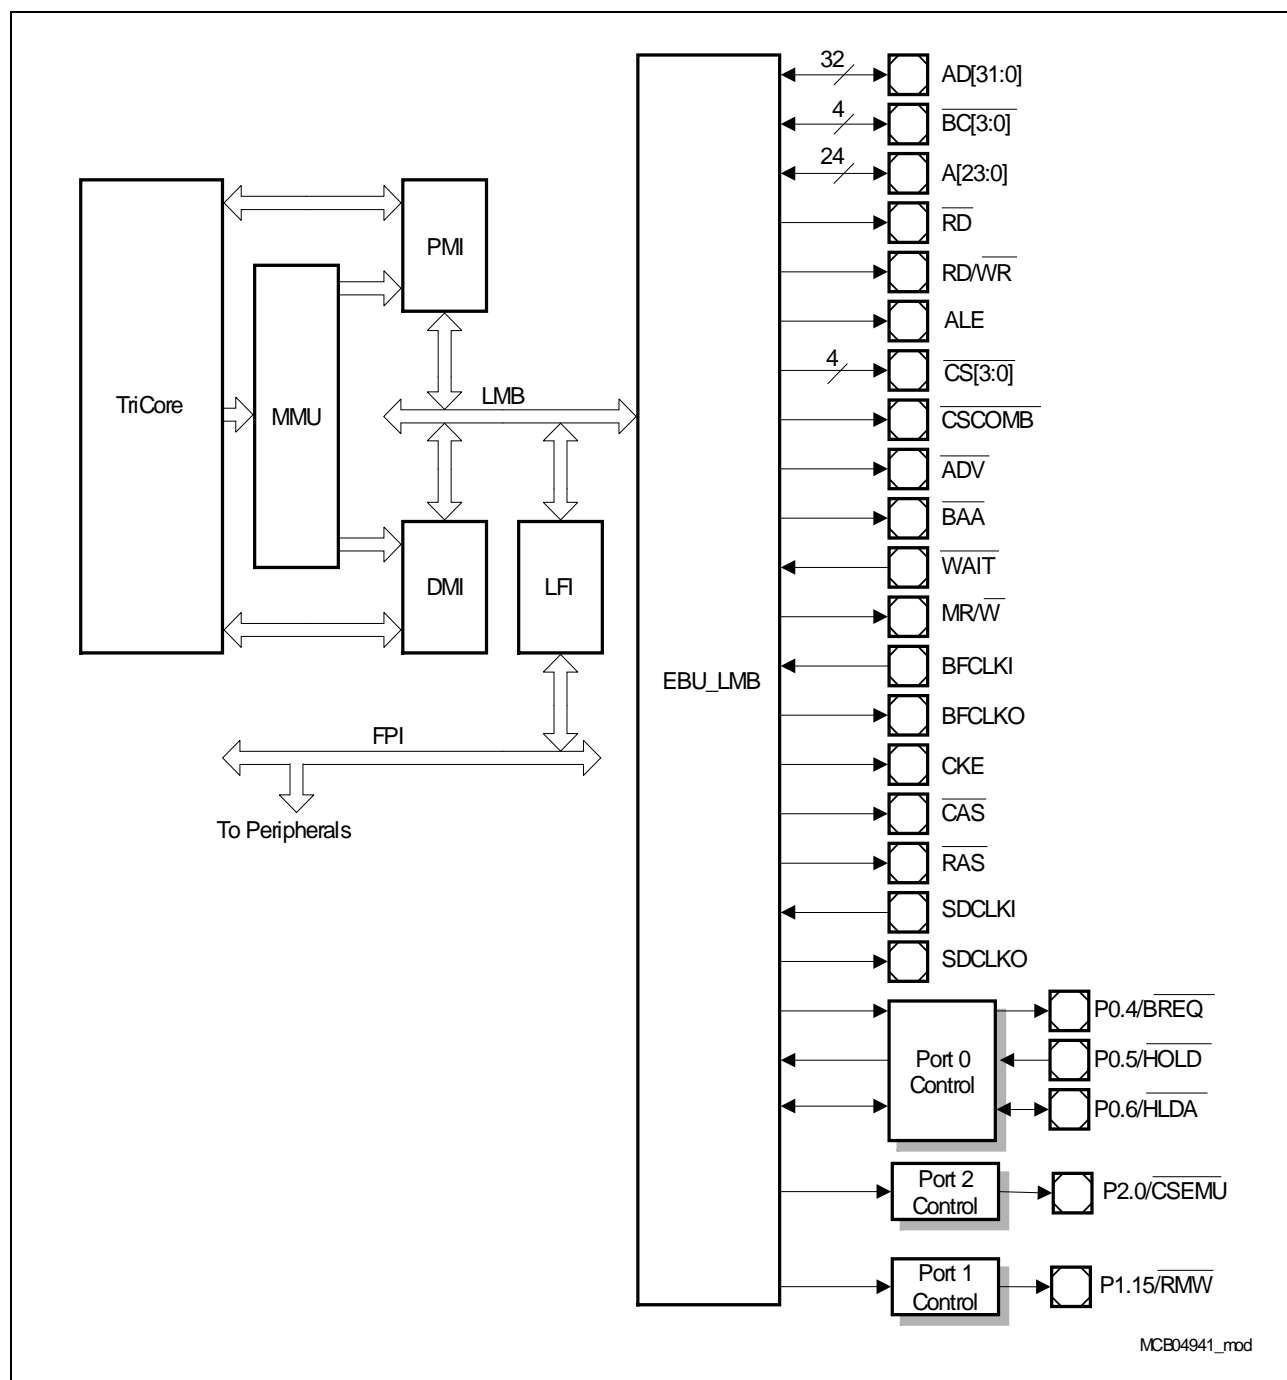 32
AD[31:0]
4
BC[3:0]
24
A[23:0]
RD
RD/WR
ALE
4
CS[3:0]
CSCOMB
ADV
BAA
WAIT
MR/W
BFCLKI
BFCLKO
CKE
CAS
RAS
SDCLKI
SDCLKO
TriCore
MMU
PMI
LMB
DMI
LFI
EBU_LMB
FPI
To Peripherals
Port 0
Control
P0.4/BREQ
P0.5/HOLD
P0.6/HLDA
Port 2
Control
P2.0/CSEMU
Port 1
Control
P1.15/RMW
MCB04941_mod